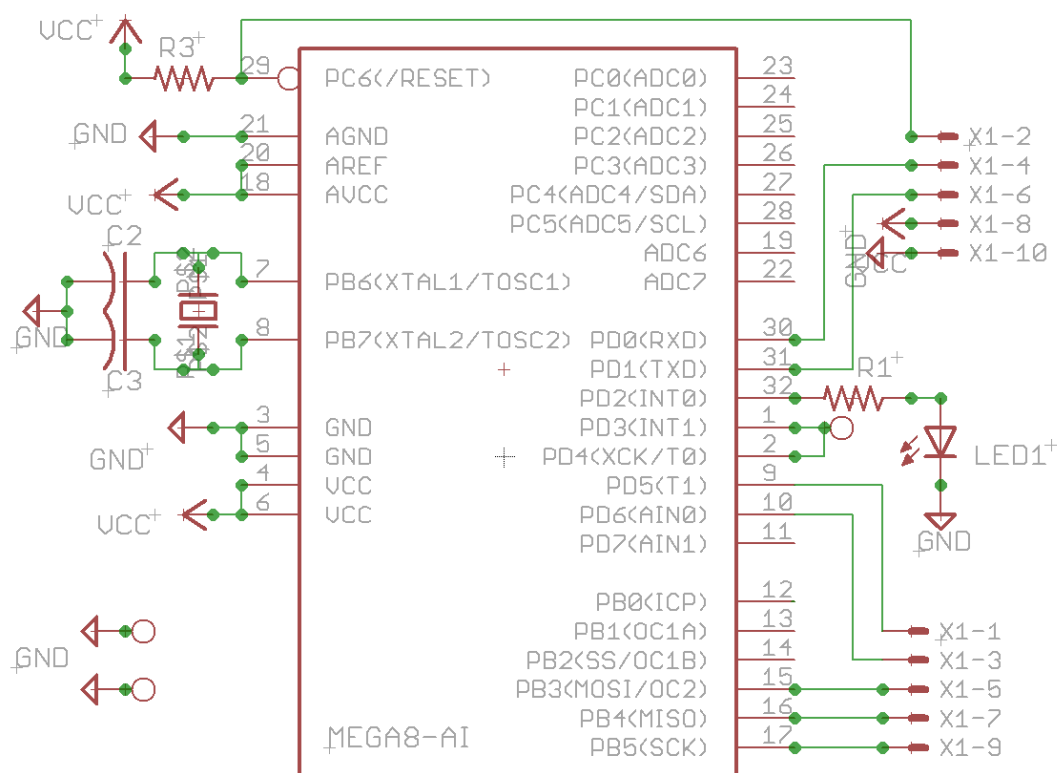 VCC
R3
29 PC6(/RESET) PC0(ADC0) 23
PC1(ADC1) 24
GND 21 AGND PC2(ADC2) 25 X1-2
20 AREF PC3(ADC3) 26 X1-4
VCC 18 AVCC PC4(ADC4/SDA) 27 X1-6
PC5(ADC5/SCL) 28 X1-8
C2
ADC6 19 GND VCC X1-10
7 PB6(XTAL1/TOSC1) ADC7 22
GND
8 PB7(XTAL2/TOSC2) PD0(RXD) 30
C3
PD1(TXD) 31 R1
PD2(INT0) 32
3 GND PD3(INT1) 1
GND 5 GND PD4(XCK/T0) 2 LED1
4 VCC PD5(T1) 9
VCC 6 VCC PD6(AIN0) 10
PD7(AIN1) 11 GND
PB0(ICP) 12
PB1(OC1A) 13 X1-1
GND PB2(SS/OC1B) 14 X1-3
PB3(MOSI/OC2) 15 X1-5
PB4(MISO) 16 X1-7
MEGA8-AI PB5(SCK) 17 X1-9